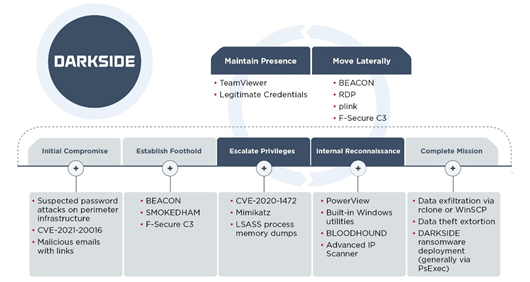 DARKSIDE
Maintain Presence
• TeamViewer
• Legitimate Credentials
Move Laterally
• BEACON
• RDP
• plink
• F-Secure C3
Initial Compromise
+
• Suspected password
attacks on perimeter
infrastructure
• CVE-2021-20016
• Malicious emails
with links
Establish Foothold
+
• BEACON
• SMOKEDHAM
• F-Secure C3
Escalate Privileges
+
• CVE-2020-1472
• Mimikatz
• LSASS process
memory dumps
Internal Reconnaissance
+
• PowerView
• Built-in Windows
utilities
• BLOODHOUND
• Advanced IP
Scanner
Complete Mission
+
• Data exfiltration via
rclone or WinSCP
• Data theft extortion
• DARKSIDE
ransomware
deployment
(generally via
PsExec)